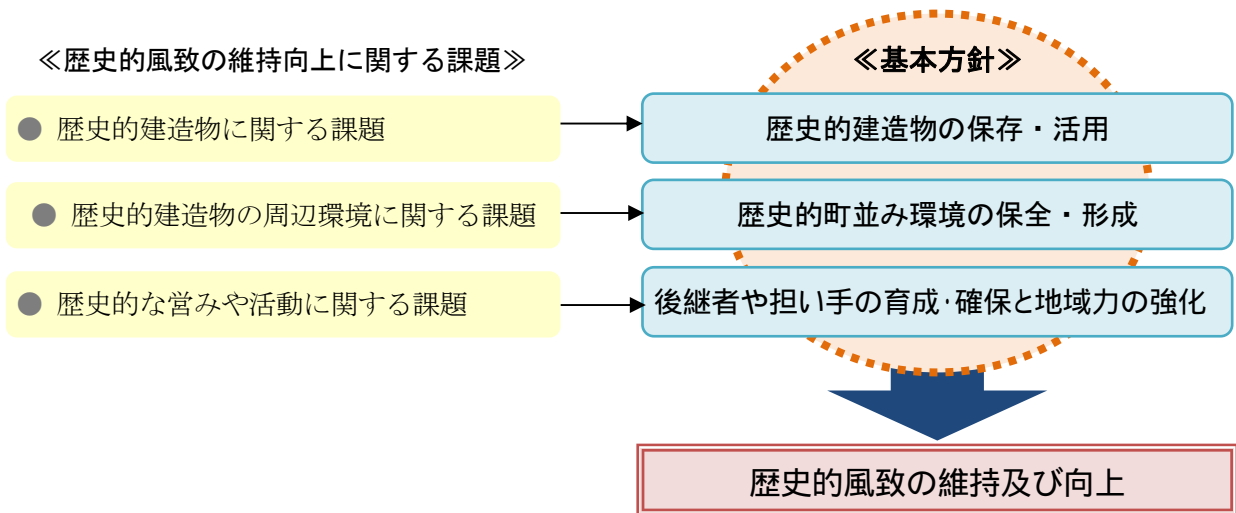 ≪歴史的風致の維持向上に関する課題≫
≪基本方針≫
● 歴史的建造物に関する課題
歴史的建造物の保存・活用
● 歴史的建造物の周辺環境に関する課題
歴史的町並み環境の保全・形成
● 歴史的な営みや活動に関する課題
後継者や担い手の育成・確保と地域力の強化
歴史的風致の維持及び向上